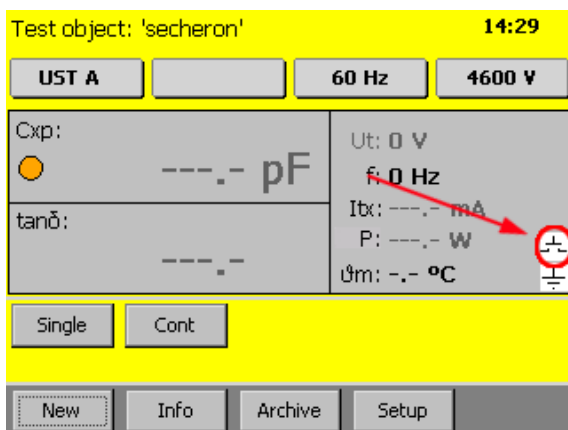 Test object: 'secheron' 14:29
UST A 60 Hz 4600 V
Cxp: Ut: 0 V
---.- pF f: 0 Hz
Itx: ---.- mA
tanδ: P: ---.- W
---.- ϑm: -.- ºC
Single Cont
New Info Archive Setup